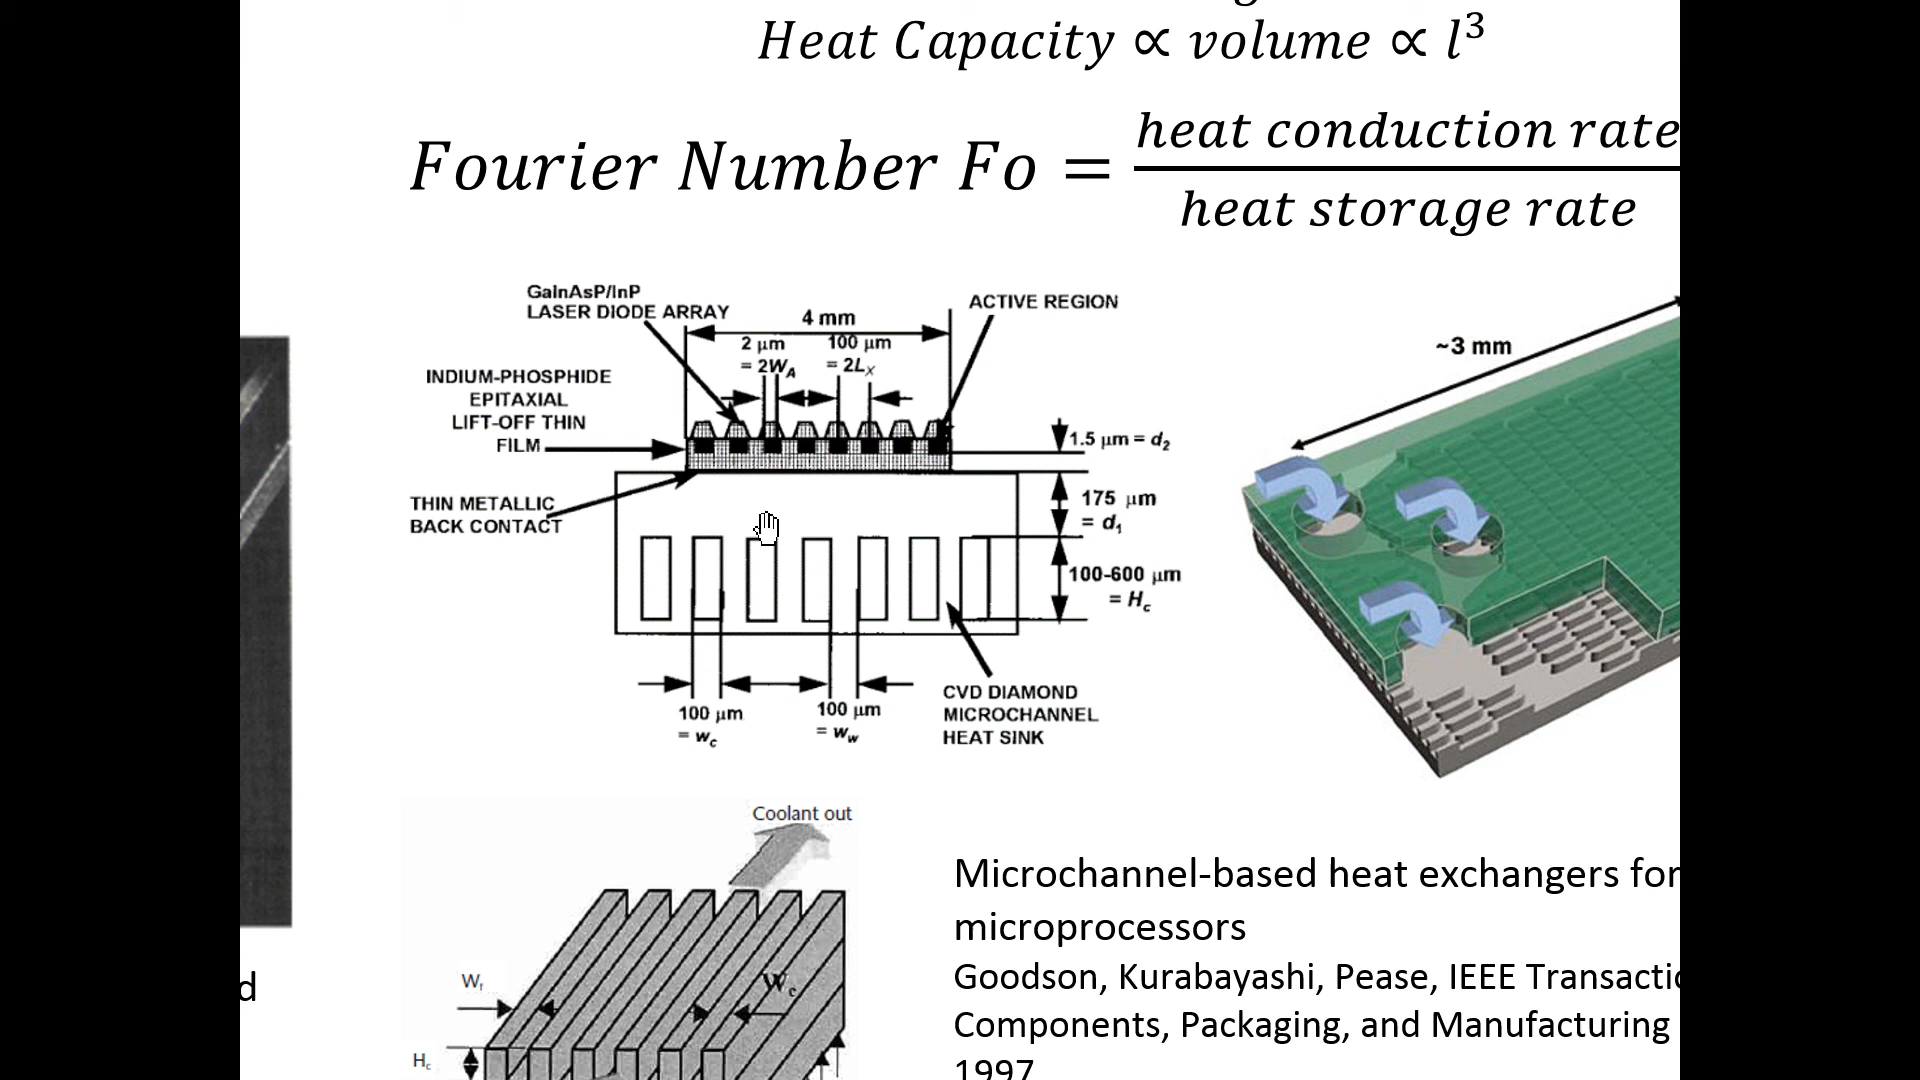 Heat Capacity ∝ volume ∝ l³
Fourier Number Fo = heat conduction rate / heat storage rate
GaInAsP/InP
LASER DIODE ARRAY
4 mm
ACTIVE REGION
2 μm
= 2W_A
100 μm
= 2L_x
~3 mm
INDIUM-PHOSPHIDE
EPITAXIAL
LIFT-OFF THIN
FILM
1.5 μm = d₂
THIN METALLIC
BACK CONTACT
175 μm
= d₁
100-600 μm
= H_c
100 μm
= w_c
100 μm
= w_w
CVD DIAMOND
MICROCHANNEL
HEAT SINK
Coolant out
W_f
W_c
H_c
d
Microchannel-based heat exchangers for
microprocessors
Goodson, Kurabayashi, Pease, IEEE Transactio
Components, Packaging, and Manufacturing
1997